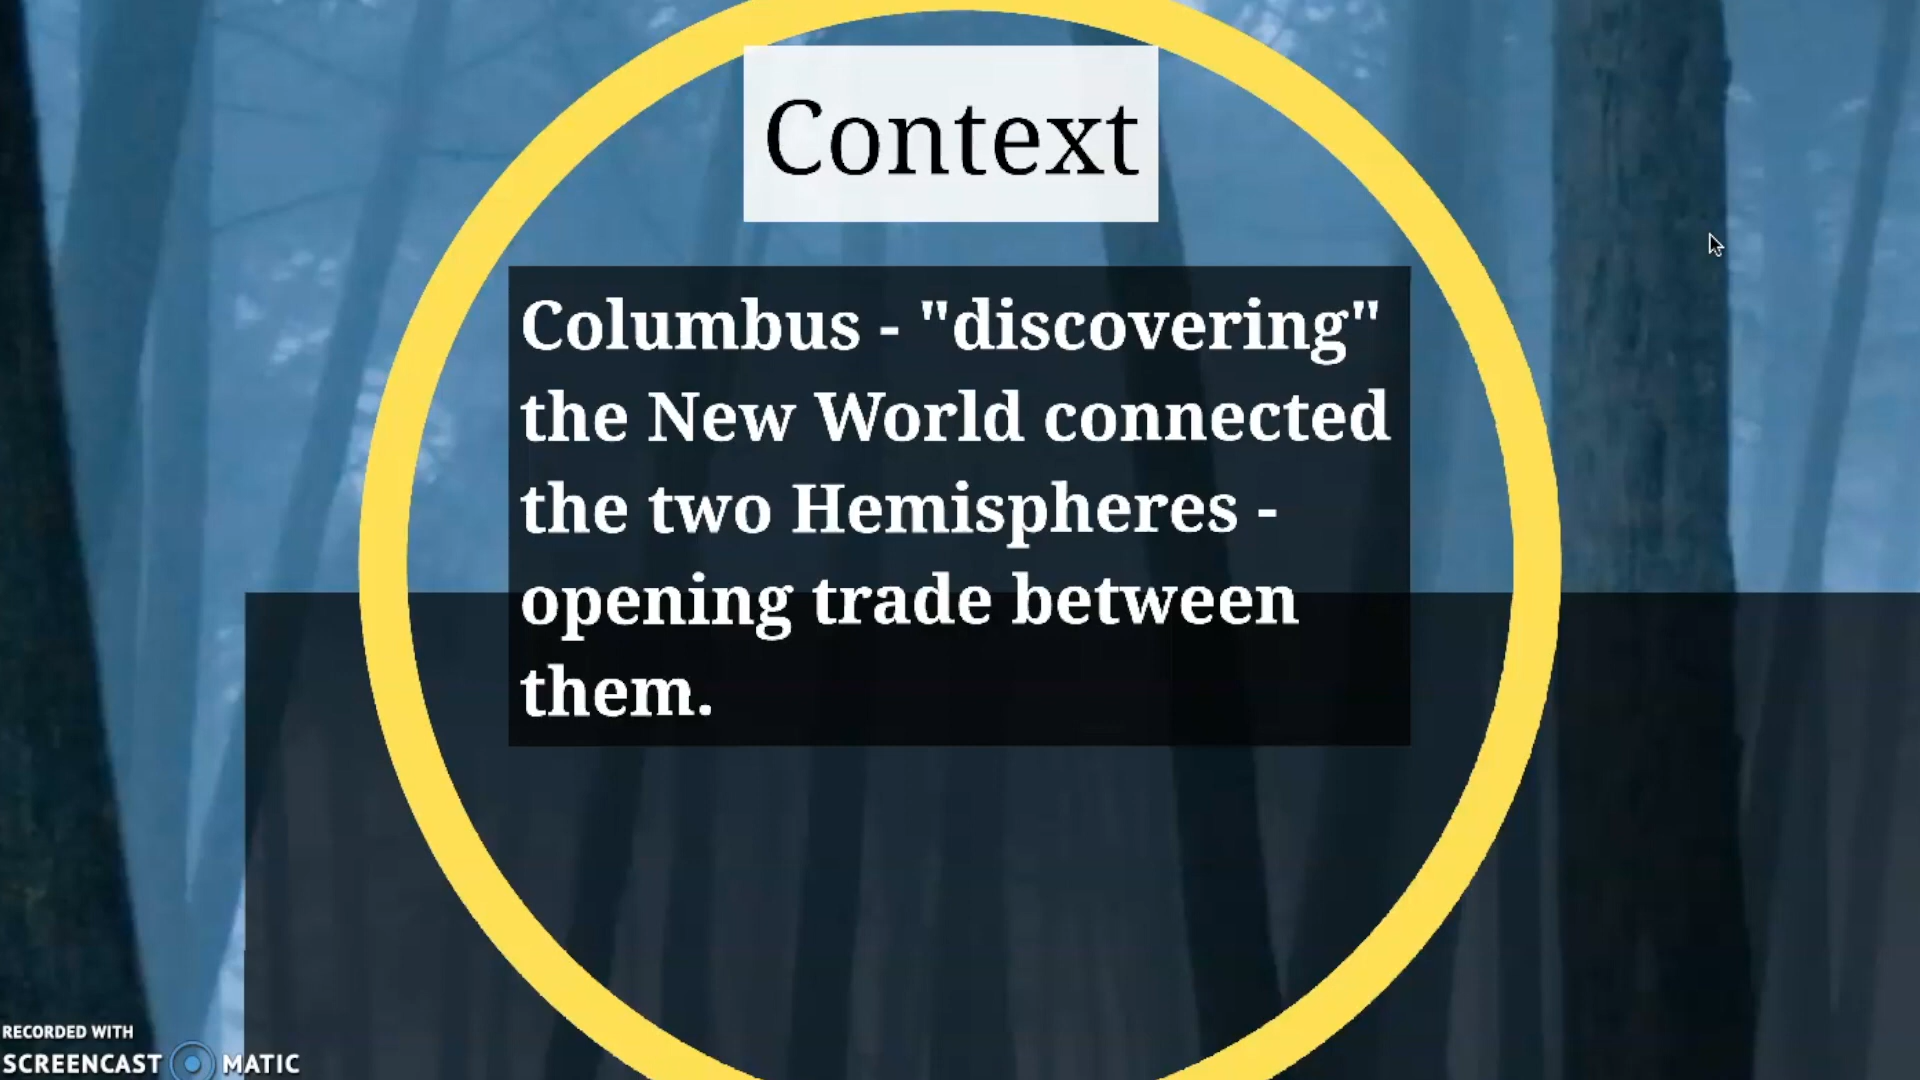 Context
Columbus - "discovering"
the New World connected
the two Hemispheres -
opening trade between
them.
RECORDED WITH
SCREENCAST MATIC